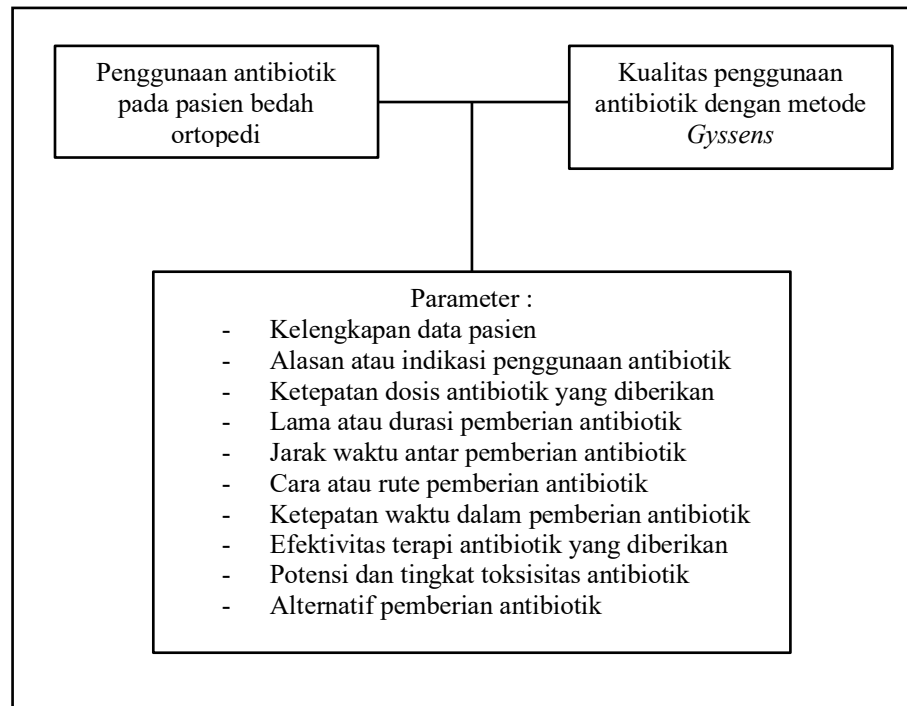 Penggunaan antibiotik
pada pasien bedah
ortopedi
Kualitas penggunaan
antibiotik dengan metode
Gyssens
Parameter :
- Kelengkapan data pasien
- Alasan atau indikasi penggunaan antibiotik
- Ketepatan dosis antibiotik yang diberikan
- Lama atau durasi pemberian antibiotik
- Jarak waktu antar pemberian antibiotik
- Cara atau rute pemberian antibiotik
- Ketepatan waktu dalam pemberian antibiotik
- Efektivitas terapi antibiotik yang diberikan
- Potensi dan tingkat toksisitas antibiotik
- Alternatif pemberian antibiotik